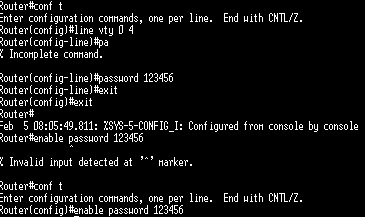 Router#conf t
Enter configuration commands, one per line.  End with CNTL/Z.
Router(config)#line vty 0 4
Router(config-line)#pa
% Incomplete command.
Router(config-line)#password 123456
Router(config-line)#exit
Router(config)#exit
Router#
Feb  5 08:05:49.811: %SYS-5-CONFIG_I: Configured from console by console
Router#enable password 123456
^
% Invalid input detected at '^' marker.
Router#conf t
Enter configuration commands, one per line.  End with CNTL/Z.
Router(config)#enable password 123456